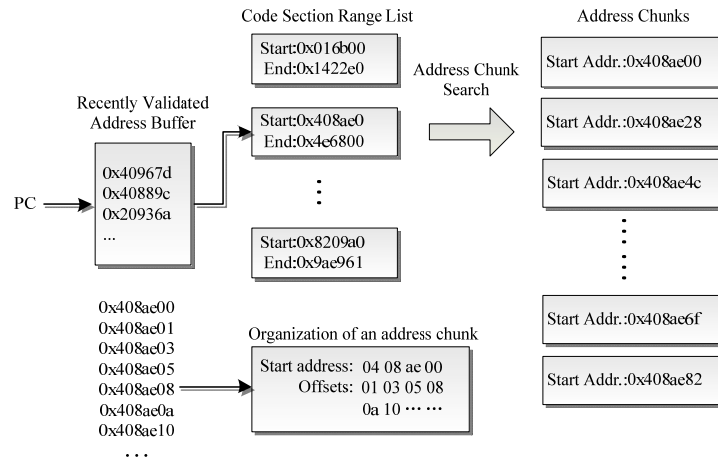 Code Section Range List
Address Chunks
Start:0x016b00
End:0x1422e0
Start Addr.:0x408ae00
Address Chunk
Search
Recently Validated
Address Buffer
Start:0x408ae0
End:0x4e6800
Start Addr.:0x408ae28
0x40967d
0x40889c
0x20936a
...
PC
Start Addr.:0x408ae4c
Start:0x8209a0
End:0x9ae961
0x408ae00
0x408ae01
0x408ae03
0x408ae05
0x408ae08
0x408ae0a
0x408ae10
...
Organization of an address chunk
Start address: 04 08 ae 00
Offsets: 01 03 05 08
0a 10 ... ...
Start Addr.:0x408ae6f
Start Addr.:0x408ae82